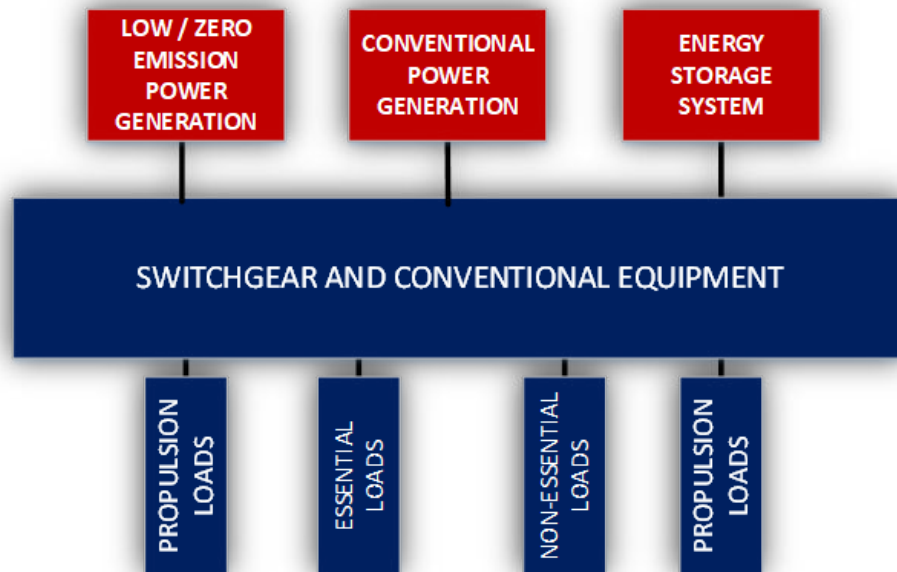 LOW / ZERO
EMISSION
POWER
GENERATION
CONVENTIONAL
POWER
GENERATION
ENERGY
STORAGE
SYSTEM
SWITCHGEAR AND CONVENTIONAL EQUIPMENT
PROPULSION
LOADS
ESSENTIAL
LOADS
NON-ESSENTIAL
LOADS
PROPULSION
LOADS